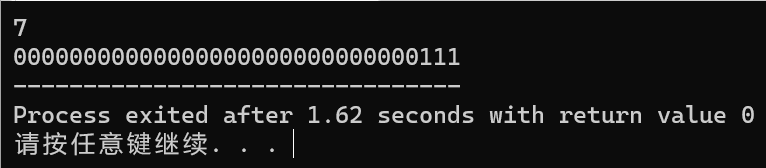 7
00000000000000000000000000000111
--------------------------------
Process exited after 1.62 seconds with return value 0
请按任意键继续. . .